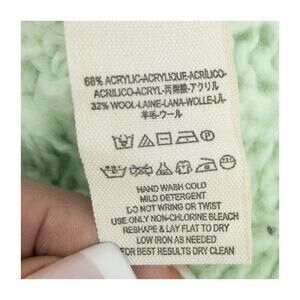 68% ACRYLIC-ACRYLIQUE-ACRÍLICO-
ACRILICO-ACRYL-丙烯酸-アクリル
32% WOOL-LAINE-LANA-WOLLE-LÃ-
羊毛-ウール
HAND WASH COLD
MILD DETERGENT
DO NOT WRING OR TWIST
USE ONLY NON-CHLORINE BLEACH
RESHAPE & LAY FLAT TO DRY
LOW IRON AS NEEDED
FOR BEST RESULTS DRY CLEAN